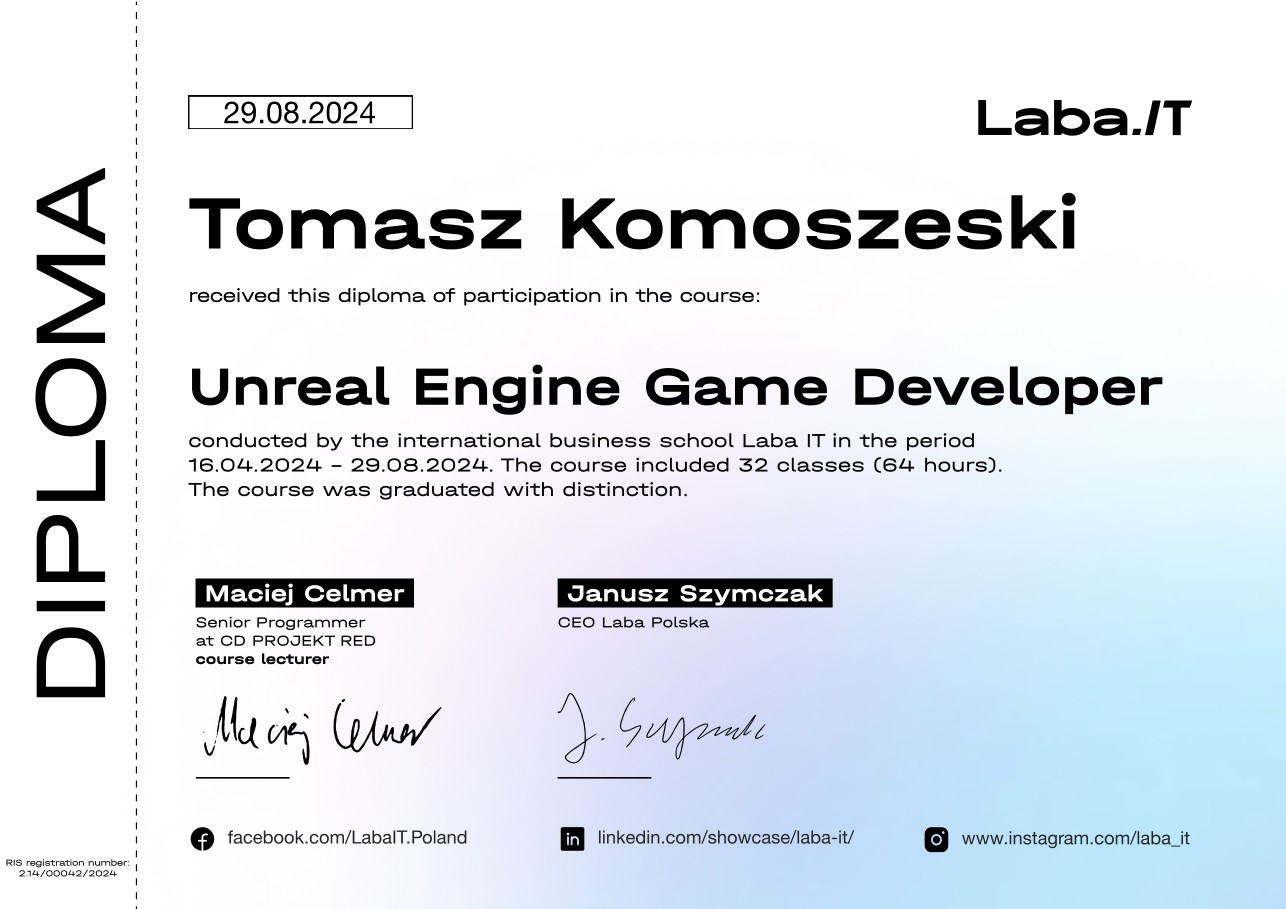 DIPLOMA
RIS registration number:
2.14/00042/2024
29.08.2024
Laba.IT
Tomasz Komoszeski
received this diploma of participation in the course:
Unreal Engine Game Developer
conducted by the international business school Laba IT in the period
16.04.2024 – 29.08.2024. The course included 32 classes (64 hours).
The course was graduated with distinction.
Maciej Celmer
Senior Programmer
at CD PROJEKT RED
course lecturer
Maciej Celmer
Janusz Szymczak
CEO Laba Polska
facebook.com/LabaIT.Poland
linkedin.com/showcase/laba-it/
www.instagram.com/laba_it